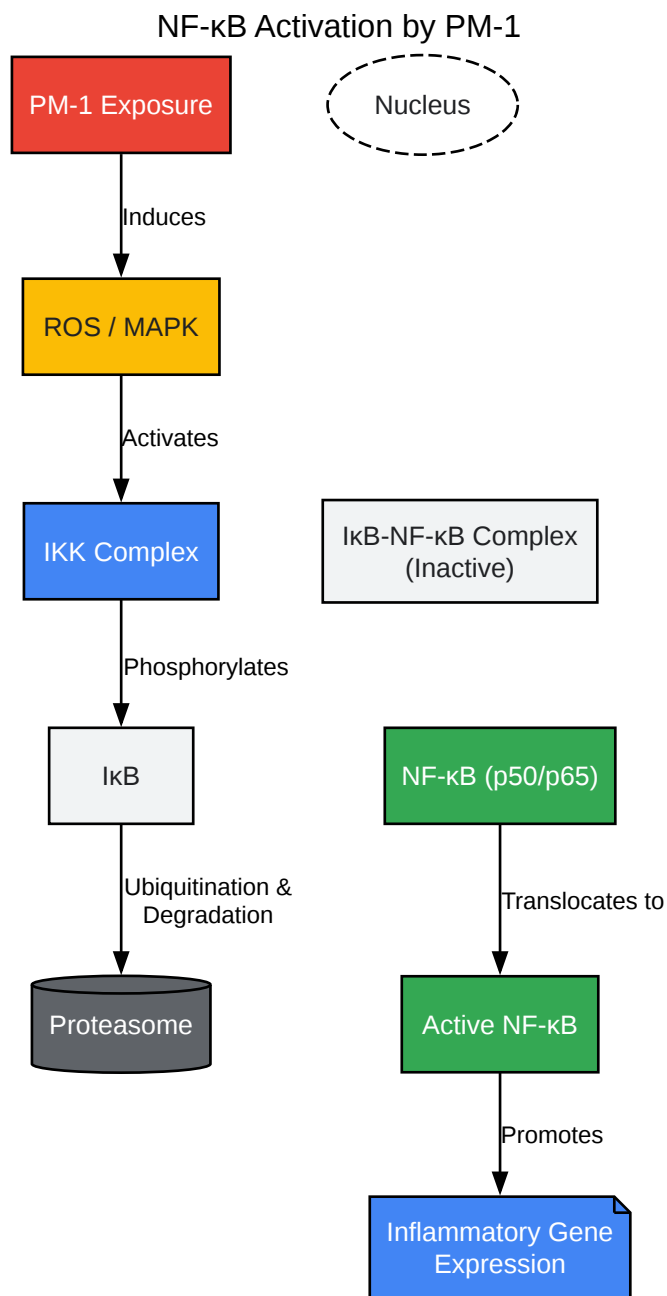 NF-κB Activation by PM-1
PM-1 Exposure
Nucleus
Induces
ROS / MAPK
Activates
IKK Complex
IκB-NF-κB Complex
(Inactive)
Phosphorylates
IκB
NF-κB (p50/p65)
Ubiquitination &
Degradation
Translocates to
Proteasome
Active NF-κB
Promotes
Inflammatory Gene
Expression